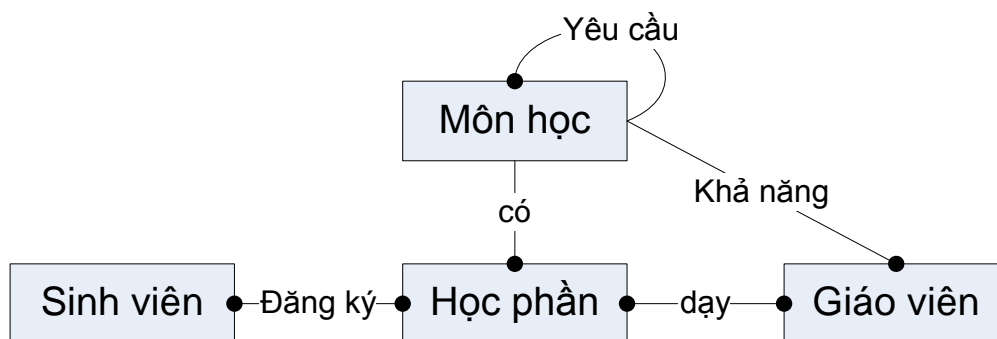 Yêu cầu
Môn học
Khả năng
có
Sinh viên
Đăng ký
Học phần
dạy
Giáo viên